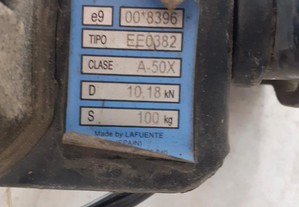 e9 00*8396
TIPO EE0382
CLASE A-50X
D 10,18 kN
S 100 kg
Made by LAFUENTE